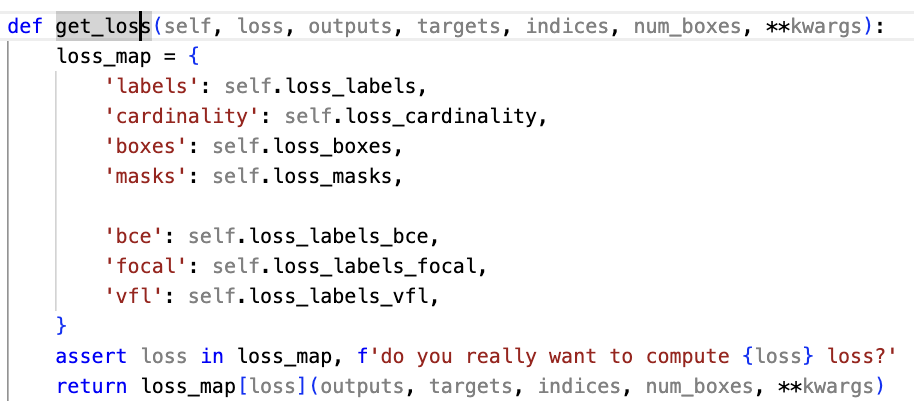 def get_loss(self, loss, outputs, targets, indices, num_boxes, **kwargs):
    loss_map = {
        'labels': self.loss_labels,
        'cardinality': self.loss_cardinality,
        'boxes': self.loss_boxes,
        'masks': self.loss_masks,

        'bce': self.loss_labels_bce,
        'focal': self.loss_labels_focal,
        'vfl': self.loss_labels_vfl,
    }
    assert loss in loss_map, f'do you really want to compute {loss} loss?'
    return loss_map[loss](outputs, targets, indices, num_boxes, **kwargs)